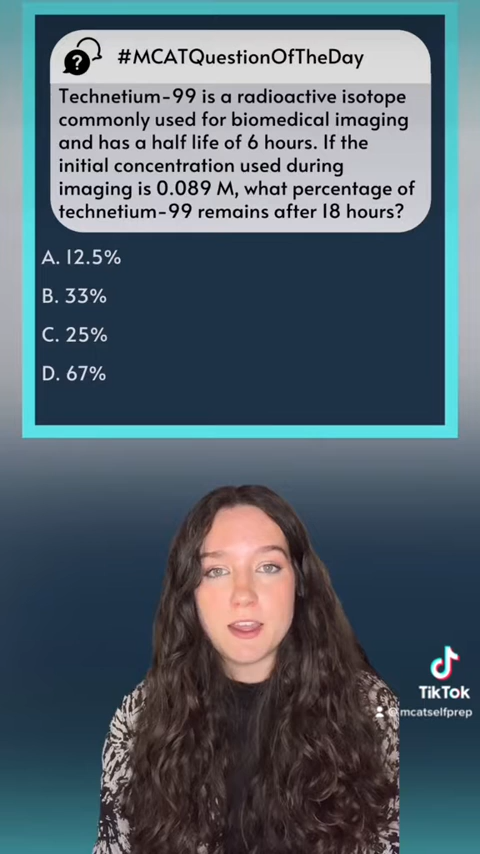 #MCATQuestionOfTheDay
Technetium-99 is a radioactive isotope
commonly used for biomedical imaging
and has a half life of 6 hours. If the
initial concentration used during
imaging is 0.089 M, what percentage of
technetium-99 remains after 18 hours?
A. 12.5%
B. 33%
C. 25%
D. 67%
TikTok
@mcatselfprep